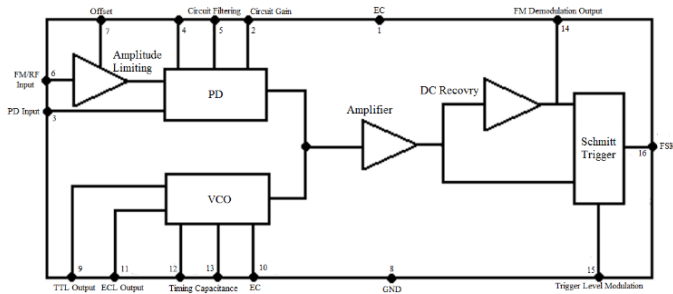 Offset
Circuit Filtering
Circuit Gain
EC
FM Demodulation Output
7
4
5
2
1
14
Amplitude
Limiting
FM/RF
Input
6
PD
PD Input
3
Amplifier
DC Recovry
Schmitt
Trigger
16
FSK
VCO
9
11
12
13
10
8
15
TTL Output
ECL Output
Timing Capacitance
EC
GND
Trigger Level Modulation